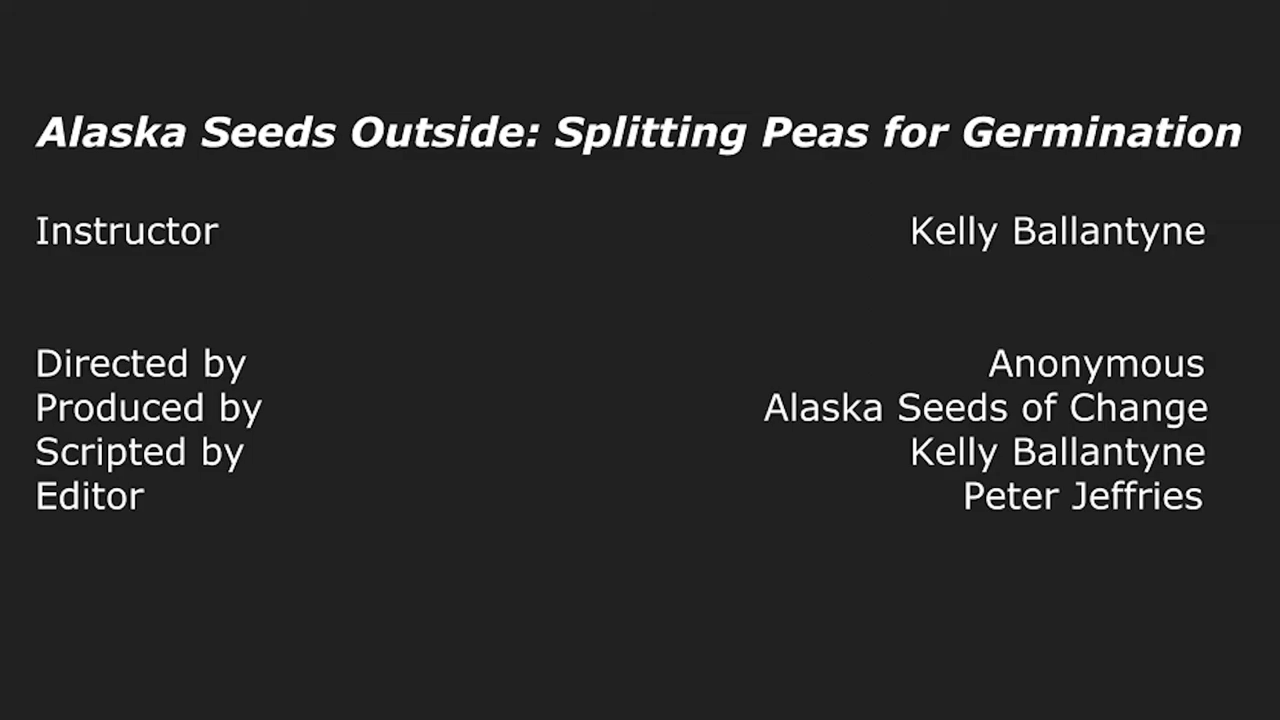 Alaska Seeds Outside: Splitting Peas for Germination
Instructor Kelly Ballantyne
Directed by Anonymous
Produced by Alaska Seeds of Change
Scripted by Kelly Ballantyne
Editor Peter Jeffries